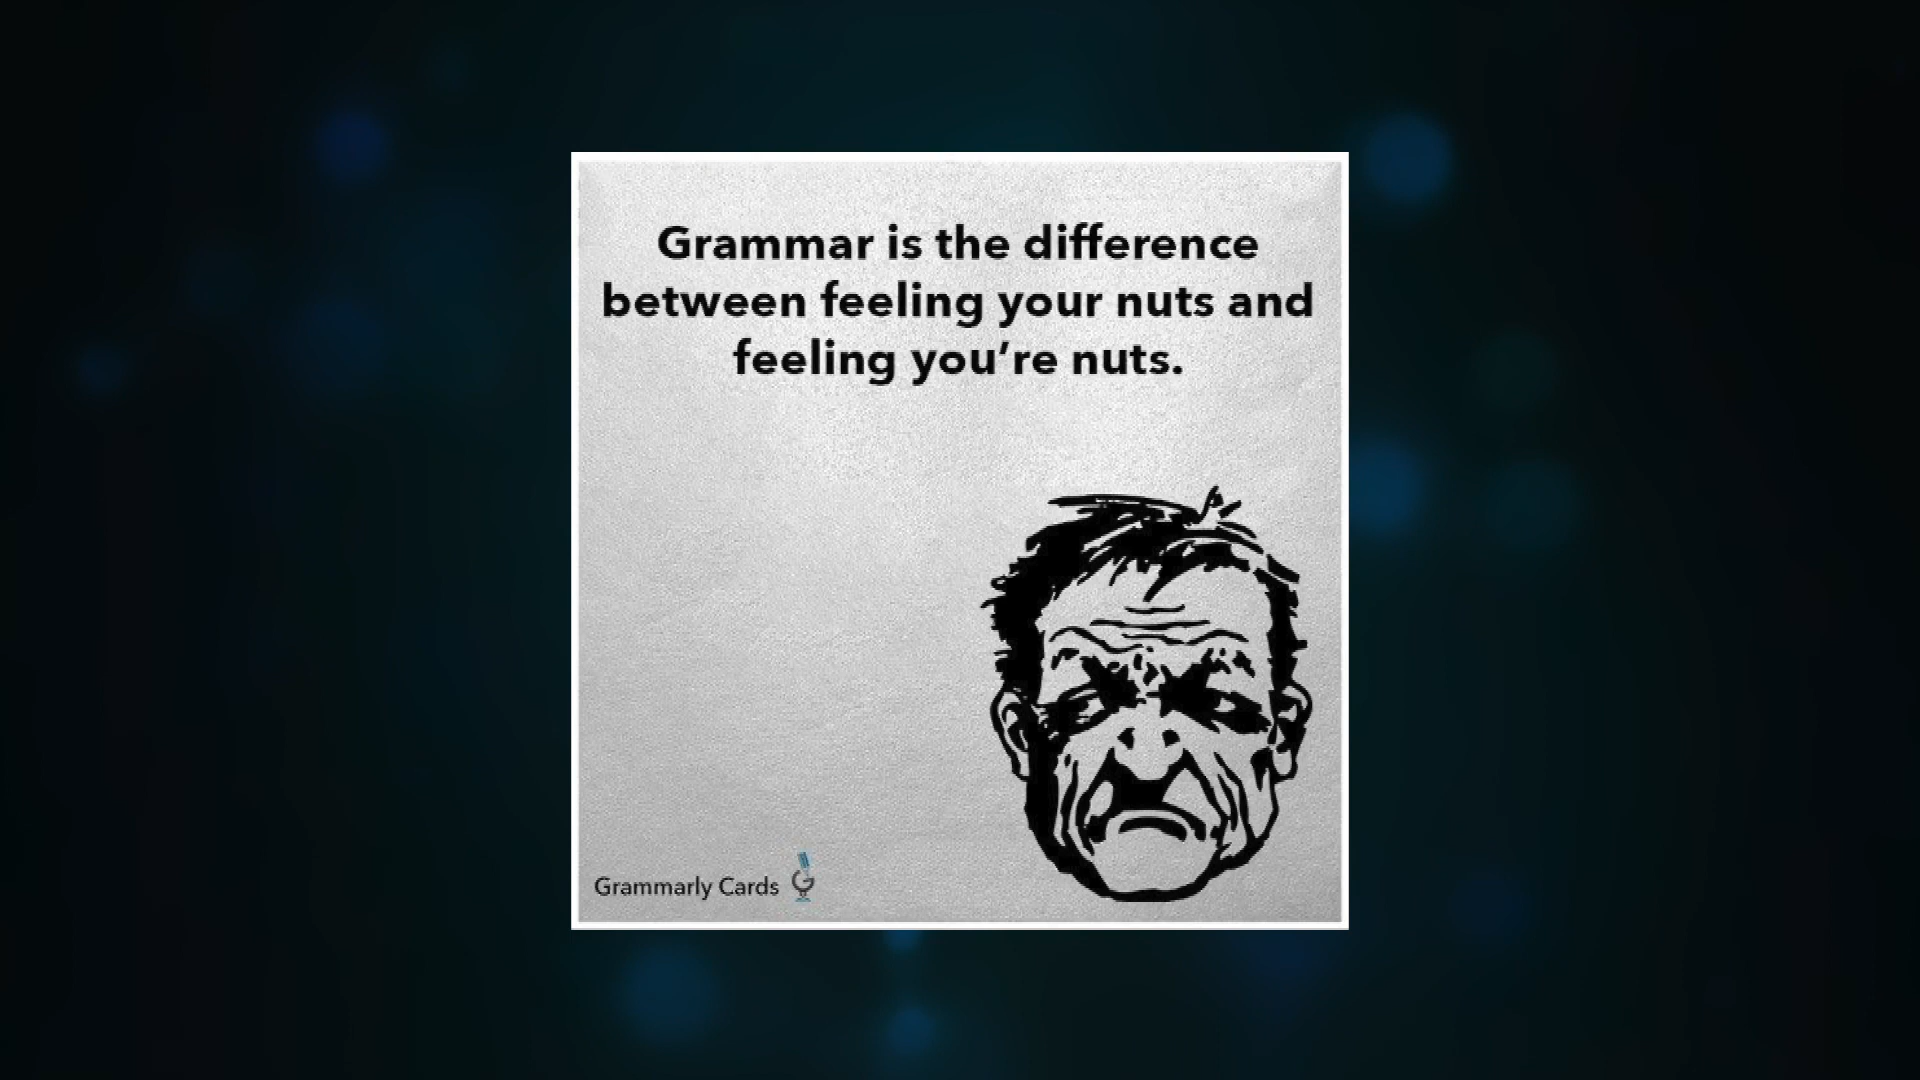 Grammar is the difference
between feeling your nuts and
feeling you’re nuts.
Grammarly Cards